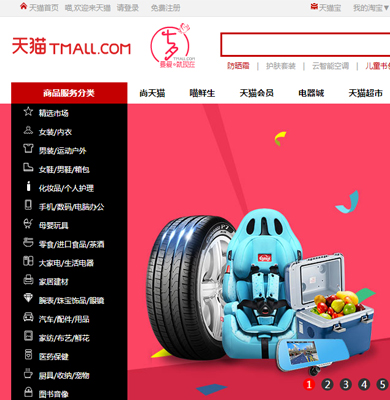 天猫首页 喵,欢迎来天猫 请登录 免费注册 天猫宝 我的淘宝
天猫 TMALL.COM 七夕 TMALL.COM
防晒霜 | 护肤套装 | 云智能空调 | 儿童书
商品服务分类 尚天猫 喵鲜生 天猫会员 电器城 天猫超市
精选市场
女装/内衣
男装/运动户外
女鞋/男鞋/箱包
化妆品/个人护理
手机/数码/电脑办公
母婴玩具
零食/进口食品/茶酒
大家电/生活电器
家居建材
腕表/珠宝饰品/眼镜
汽车/配件/用品
家纺/布艺/鲜花
医药保健
厨具/收纳/宠物
图书音像
1 2 3 4 5